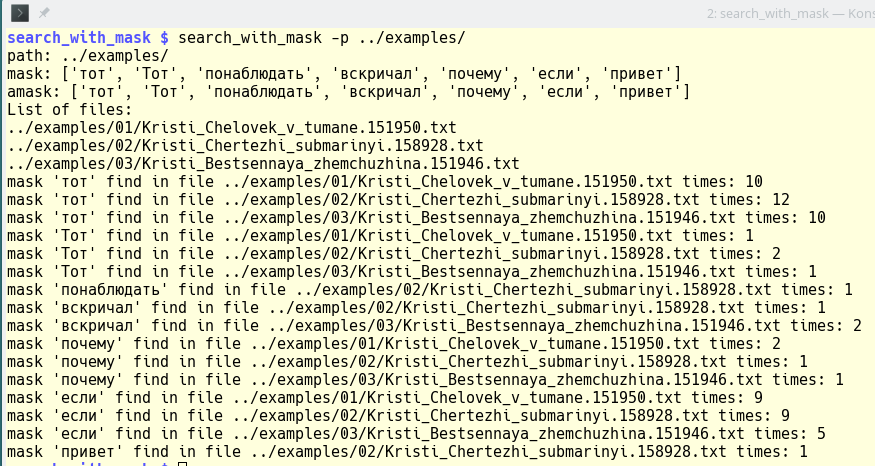 2: search_with_mask — Kons
search_with_mask $ search_with_mask -p ../examples/
path: ../examples/
mask: ['тот', 'Тот', 'понаблюдать', 'вскричал', 'почему', 'если', 'привет']
amask: ['тот', 'Тот', 'понаблюдать', 'вскричал', 'почему', 'если', 'привет']
List of files:
../examples/01/Kristi_Chelovek_v_tumane.151950.txt
../examples/02/Kristi_Chertezhi_submarinyi.158928.txt
../examples/03/Kristi_Bestsennaya_zhemchuzhina.151946.txt
mask 'тот' find in file ../examples/01/Kristi_Chelovek_v_tumane.151950.txt times: 10
mask 'тот' find in file ../examples/02/Kristi_Chertezhi_submarinyi.158928.txt times: 12
mask 'тот' find in file ../examples/03/Kristi_Bestsennaya_zhemchuzhina.151946.txt times: 10
mask 'Тот' find in file ../examples/01/Kristi_Chelovek_v_tumane.151950.txt times: 1
mask 'Тот' find in file ../examples/02/Kristi_Chertezhi_submarinyi.158928.txt times: 2
mask 'Тот' find in file ../examples/03/Kristi_Bestsennaya_zhemchuzhina.151946.txt times: 1
mask 'понаблюдать' find in file ../examples/02/Kristi_Chertezhi_submarinyi.158928.txt times: 1
mask 'вскричал' find in file ../examples/02/Kristi_Chertezhi_submarinyi.158928.txt times: 1
mask 'вскричал' find in file ../examples/03/Kristi_Bestsennaya_zhemchuzhina.151946.txt times: 2
mask 'почему' find in file ../examples/01/Kristi_Chelovek_v_tumane.151950.txt times: 2
mask 'почему' find in file ../examples/02/Kristi_Chertezhi_submarinyi.158928.txt times: 1
mask 'почему' find in file ../examples/03/Kristi_Bestsennaya_zhemchuzhina.151946.txt times: 1
mask 'если' find in file ../examples/01/Kristi_Chelovek_v_tumane.151950.txt times: 9
mask 'если' find in file ../examples/02/Kristi_Chertezhi_submarinyi.158928.txt times: 9
mask 'если' find in file ../examples/03/Kristi_Bestsennaya_zhemchuzhina.151946.txt times: 5
mask 'привет' find in file ../examples/02/Kristi_Chertezhi_submarinyi.158928.txt times: 1